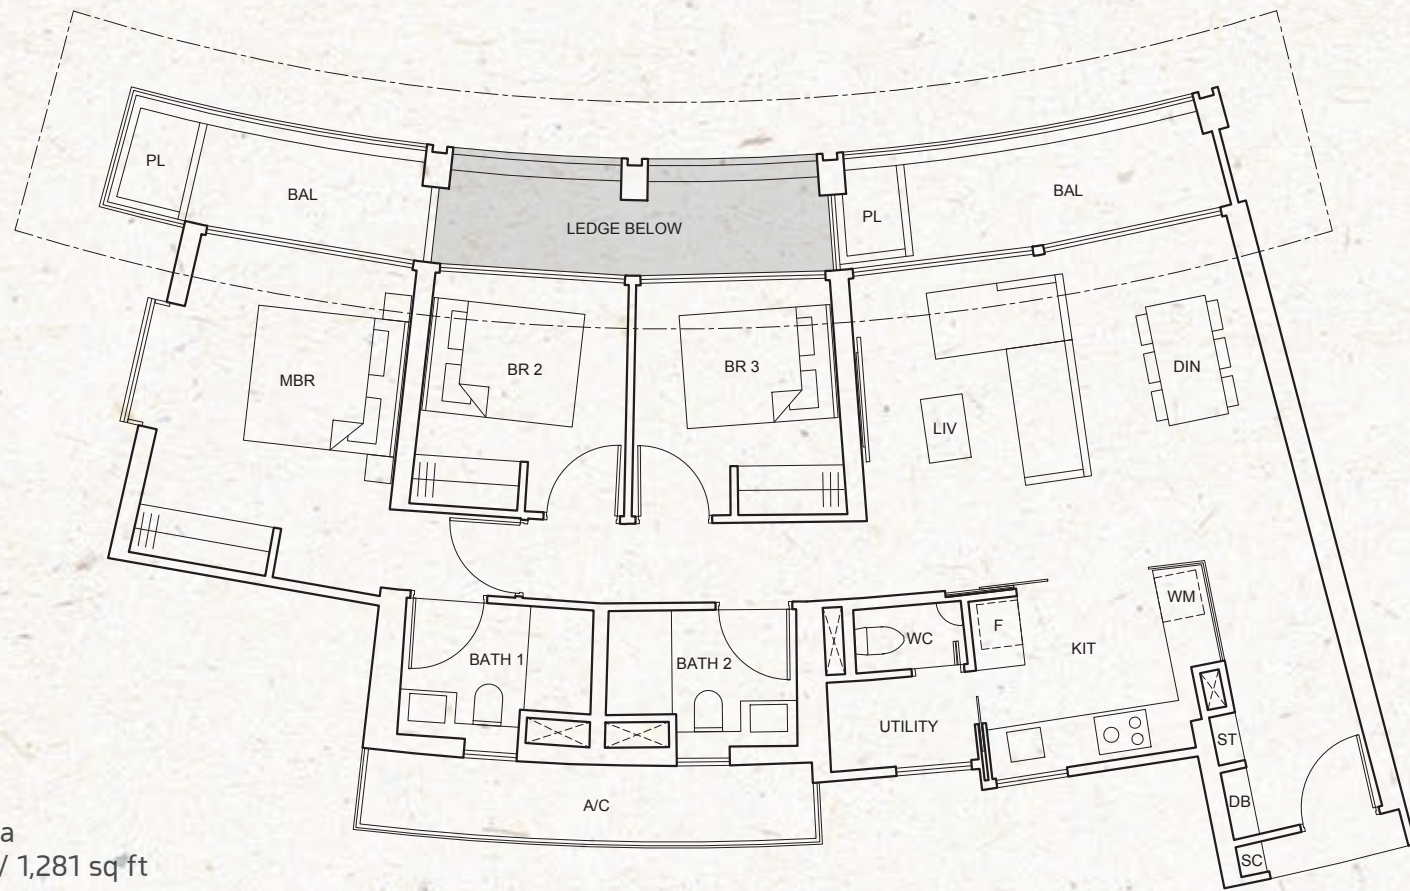 PL
BAL
BAL
PL
LEDGE BELOW
MBR
BR 2
BR 3
DIN
LIV
WM
F
WC
KIT
BATH 1
BATH 2
UTILITY
ST
A/C
DB
SC
a
/ 1,281 sq ft